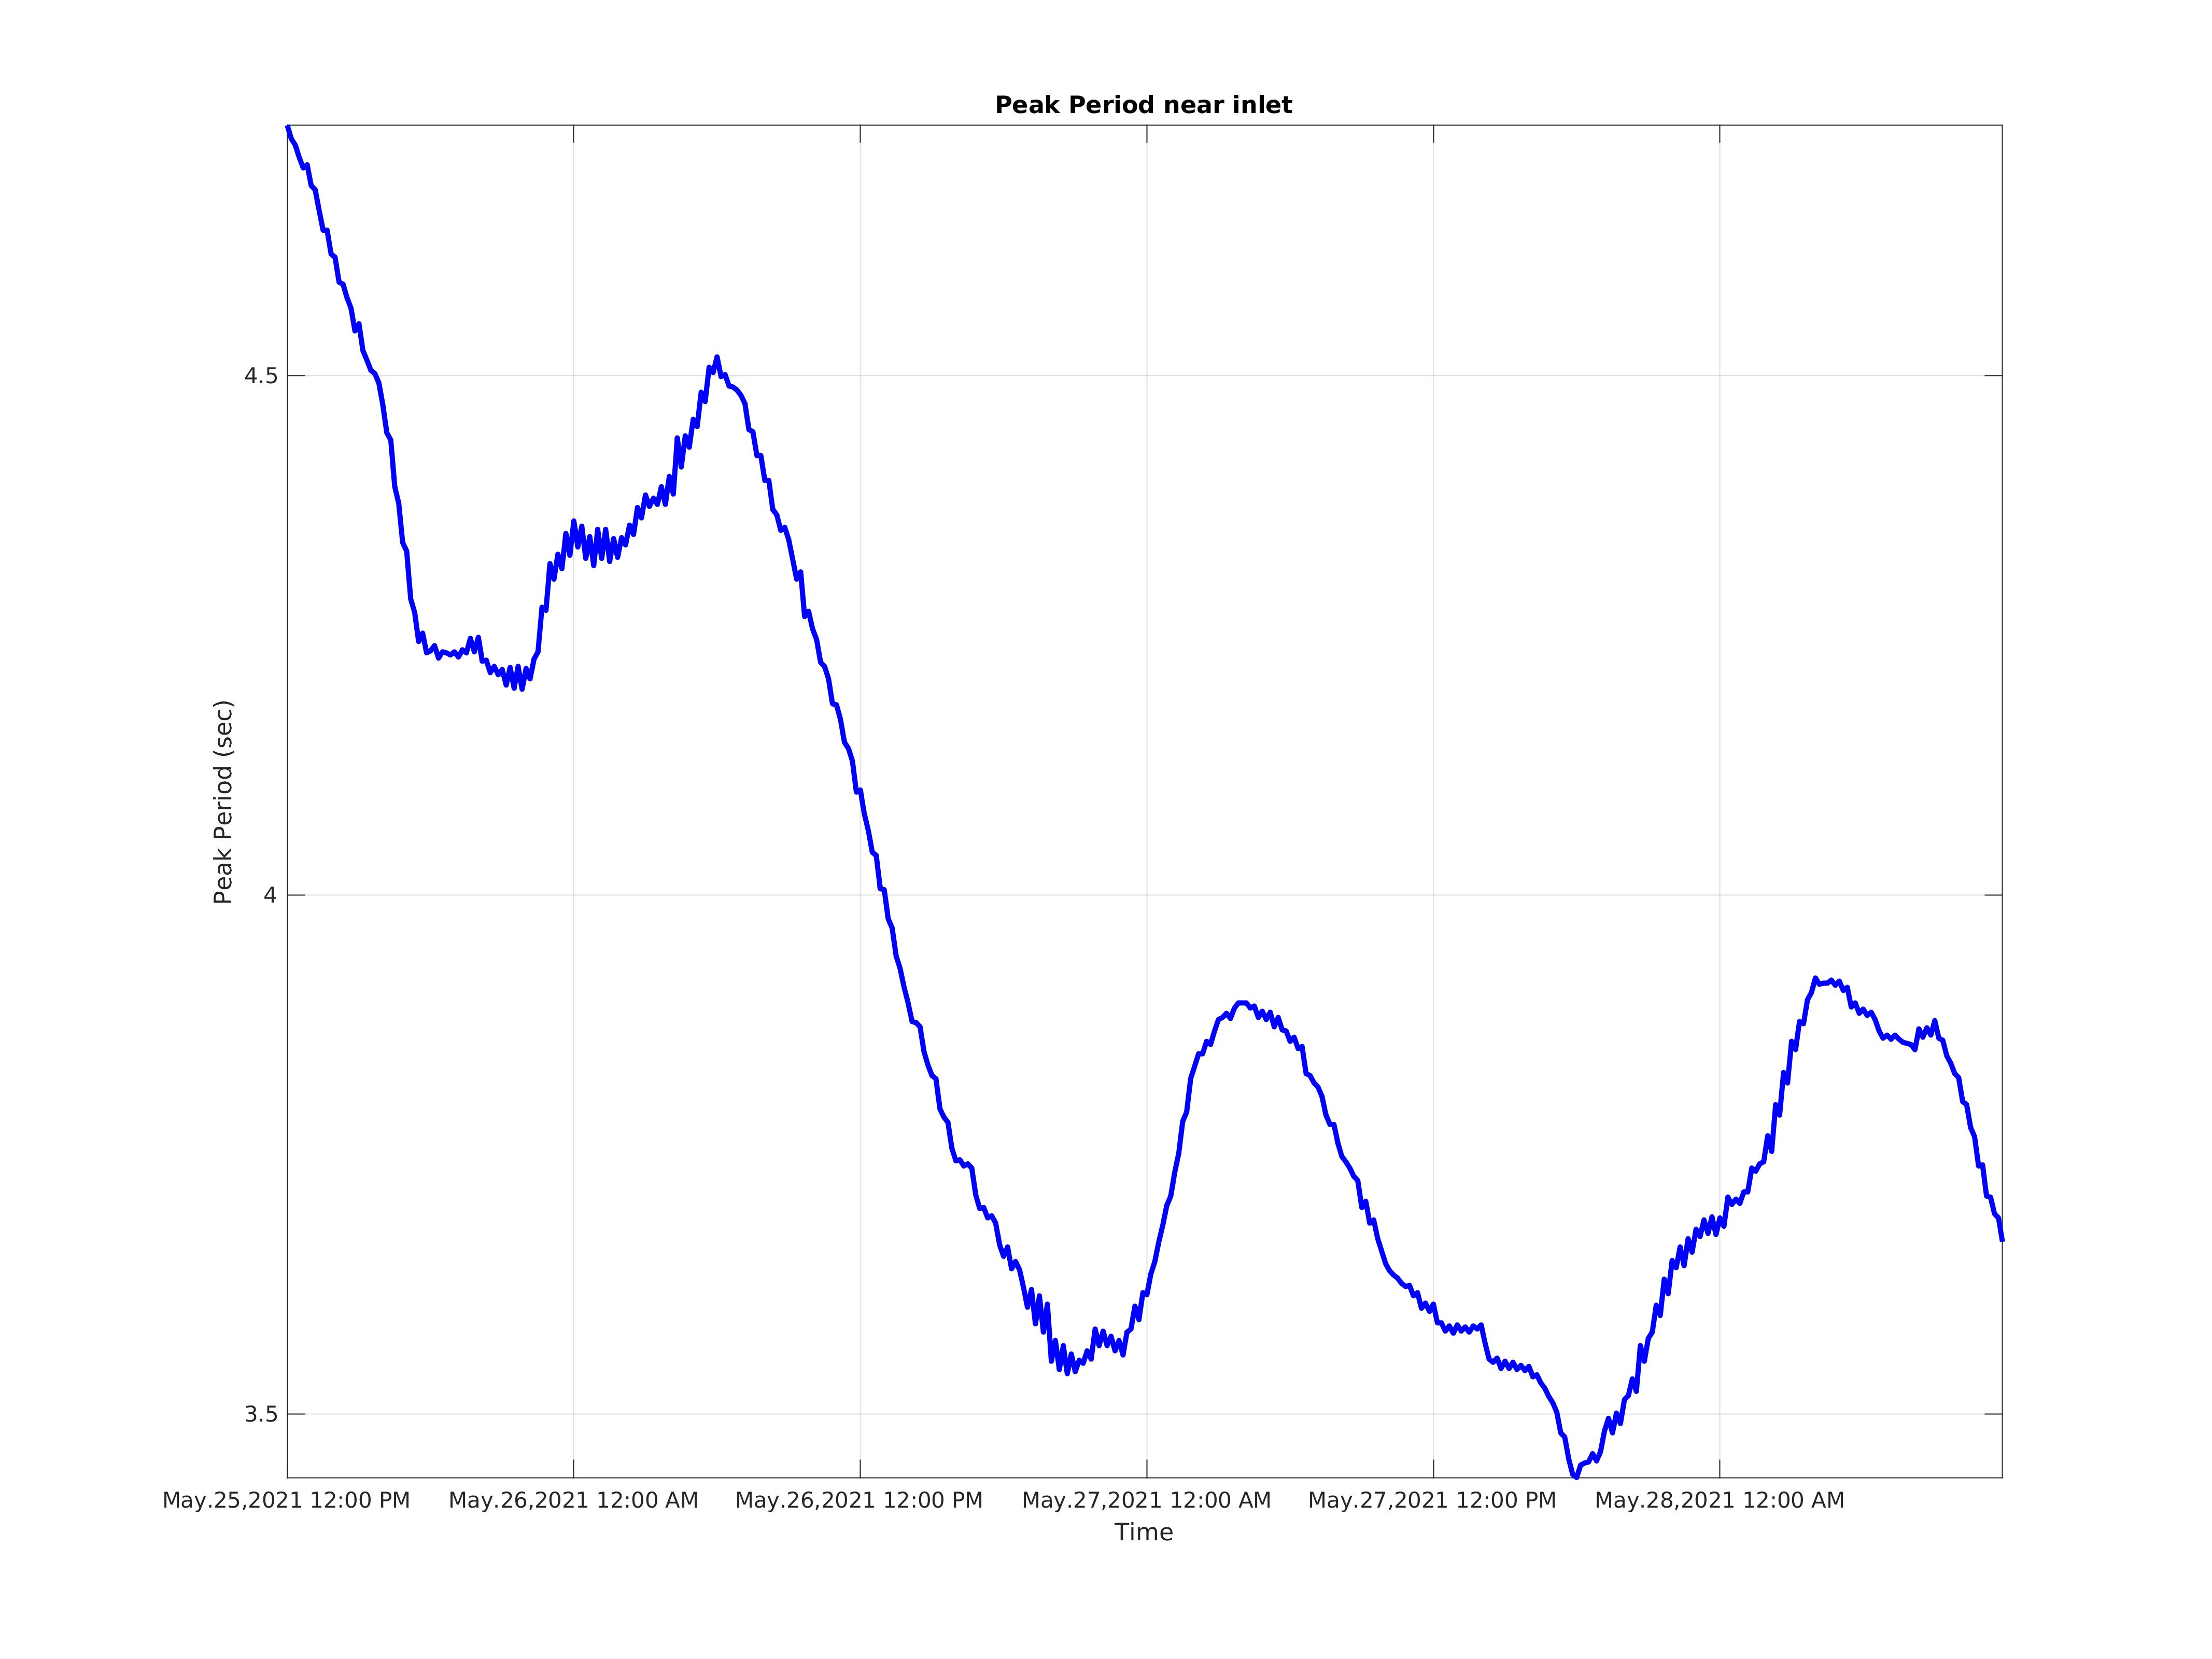 Peak Period near inlet
Peak Period (sec)
4.5
4
3.5
May.25,2021 12:00 PM
May.26,2021 12:00 AM
May.26,2021 12:00 PM
May.27,2021 12:00 AM
May.27,2021 12:00 PM
May.28,2021 12:00 AM
Time